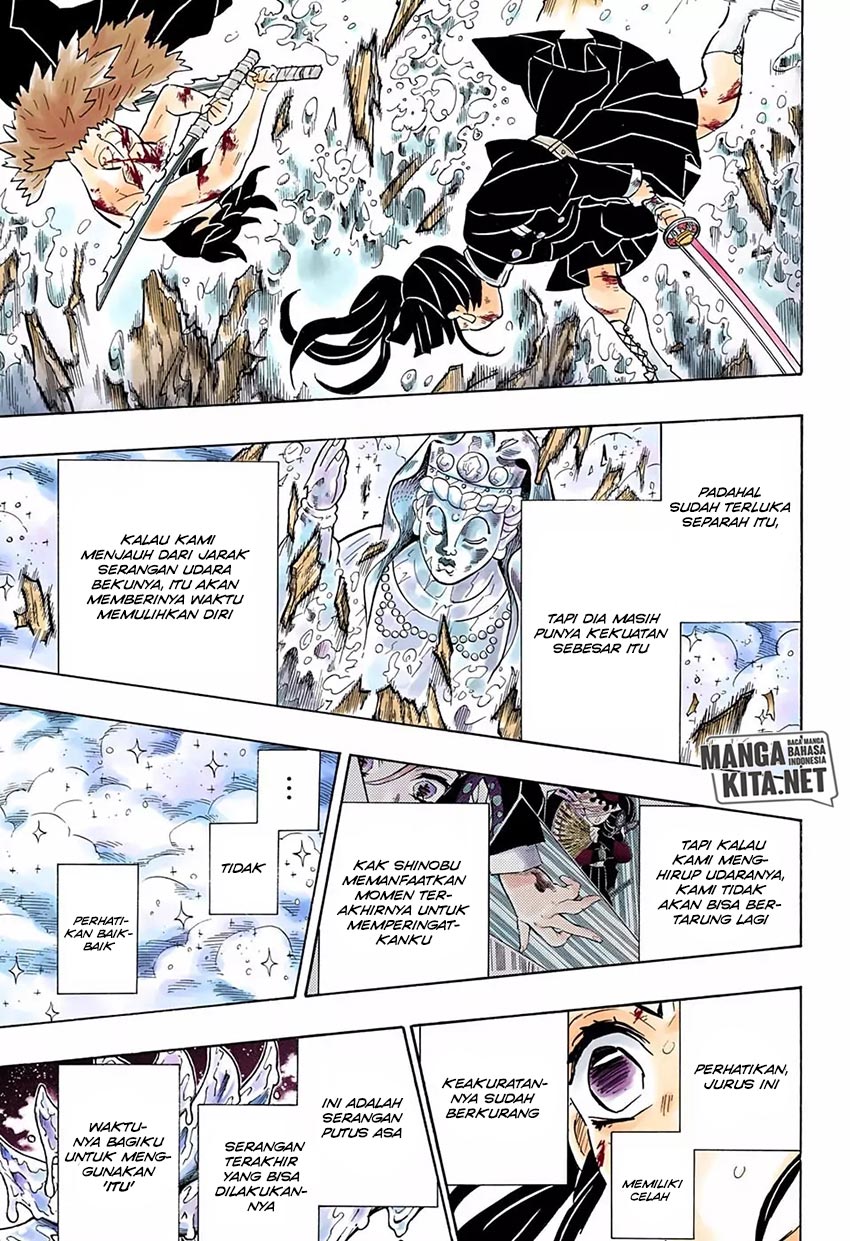 PADAHAL
SUDAH TERLUKA
SEPARAH ITU,
TAPI DIA MASIH
PUNYA KEKUATAN
SEBESAR ITU
KALAU KAMI
MENJAUH DARI JARAK
SERANGAN UDARA
BEKUNYA, ITU AKAN
MEMBERINYA WAKTU
MEMULIHKAN DIRI
MANGA
KITA.NET
BACA MANGA
BAHASA
INDONESIA
TAPI KALAU
KAMI MENG-
HIRUP UDARANYA,
KAMI TIDAK
AKAN BISA BER-
TARUNG LAGI
KAK SHINOBU
MEMANFAATKAN
MOMEN TER-
AKHIRNYA UNTUK
MEMPERINGAT-
KANKU
...
TIDAK
PERHATI-
KAN BAIK-
BAIK
PERHATIKAN,
JURUS INI
MEMILIKI
CELAH
KEAKURATAN-
NYA SUDAH
BERKURANG
INI ADALAH
SERANGAN
PUTUS ASA
SERANGAN
TERAKHIR
YANG BISA
DILAKUKAN-
NYA
WAKTU-
NYA BAGIKU
UNTUK MENG-
GUNAKAN
'ITU'